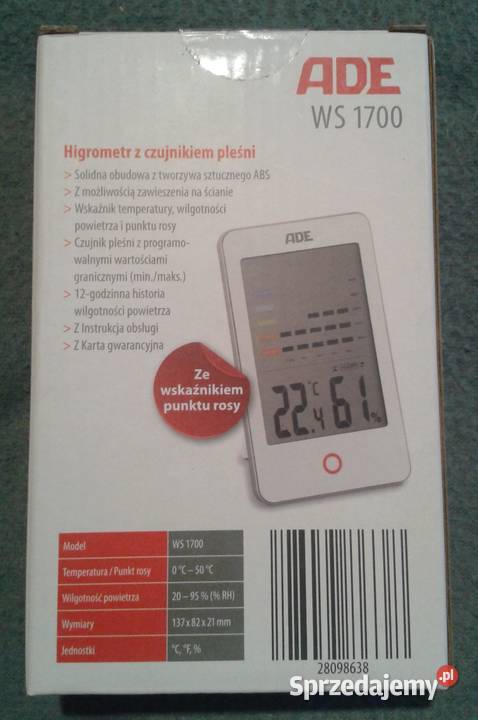 ADE
WS 1700
Higrometr z czujnikiem pleśni
> Solidna obudowa z tworzywa sztucznego ABS
> Z możliwością zawieszenia na ścianie
> Wskaźnik temperatury, wilgotności
powietrza i punktu rosy
> Czujnik pleśni z programo-
walnymi wartościami
granicznymi (min./maks.)
> 12-godzinna historia
wilgotności powietrza
> Z Instrukcja obsługi
> Z Karta gwarancyjna
ADE
22.4 °C 61 %
Ze
wskaźnikiem
punktu rosy
Model WS 1700
Temperatura / Punkt rosy 0 °C – 50 °C
Wilgotność powietrza 20 – 95 % (% RH)
Wymiary 137 x 82 x 21 mm
Jednostki °C, °F, %
28098638
Sprzedajemy.pl